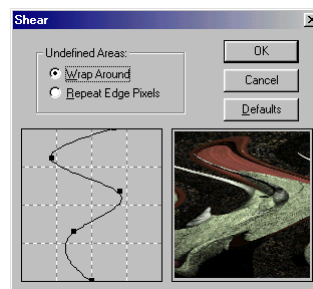 Shear
Undefined Areas:
Wrap Around
Repeat Edge Pixels
OK
Cancel
Defaults